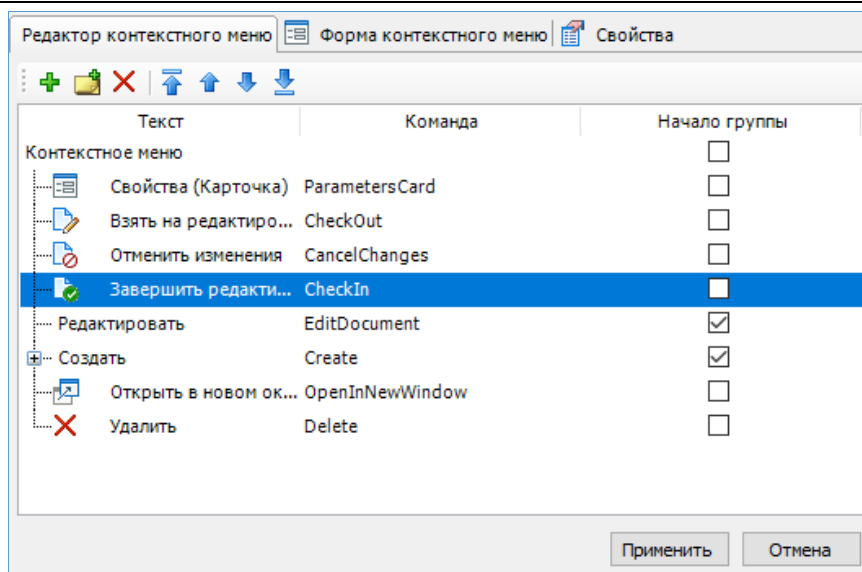 Редактор контекстного меню Форма контекстного меню Свойства
Текст Команда Начало группы
Контекстное меню
Свойства (Карточка) ParametersCard
Взять на редактиро... CheckOut
Отменить изменения CancelChanges
Завершить редакти... CheckIn
Редактировать EditDocument
Создать Create
Открыть в новом ок... OpenInNewWindow
Удалить Delete
Применить Отмена